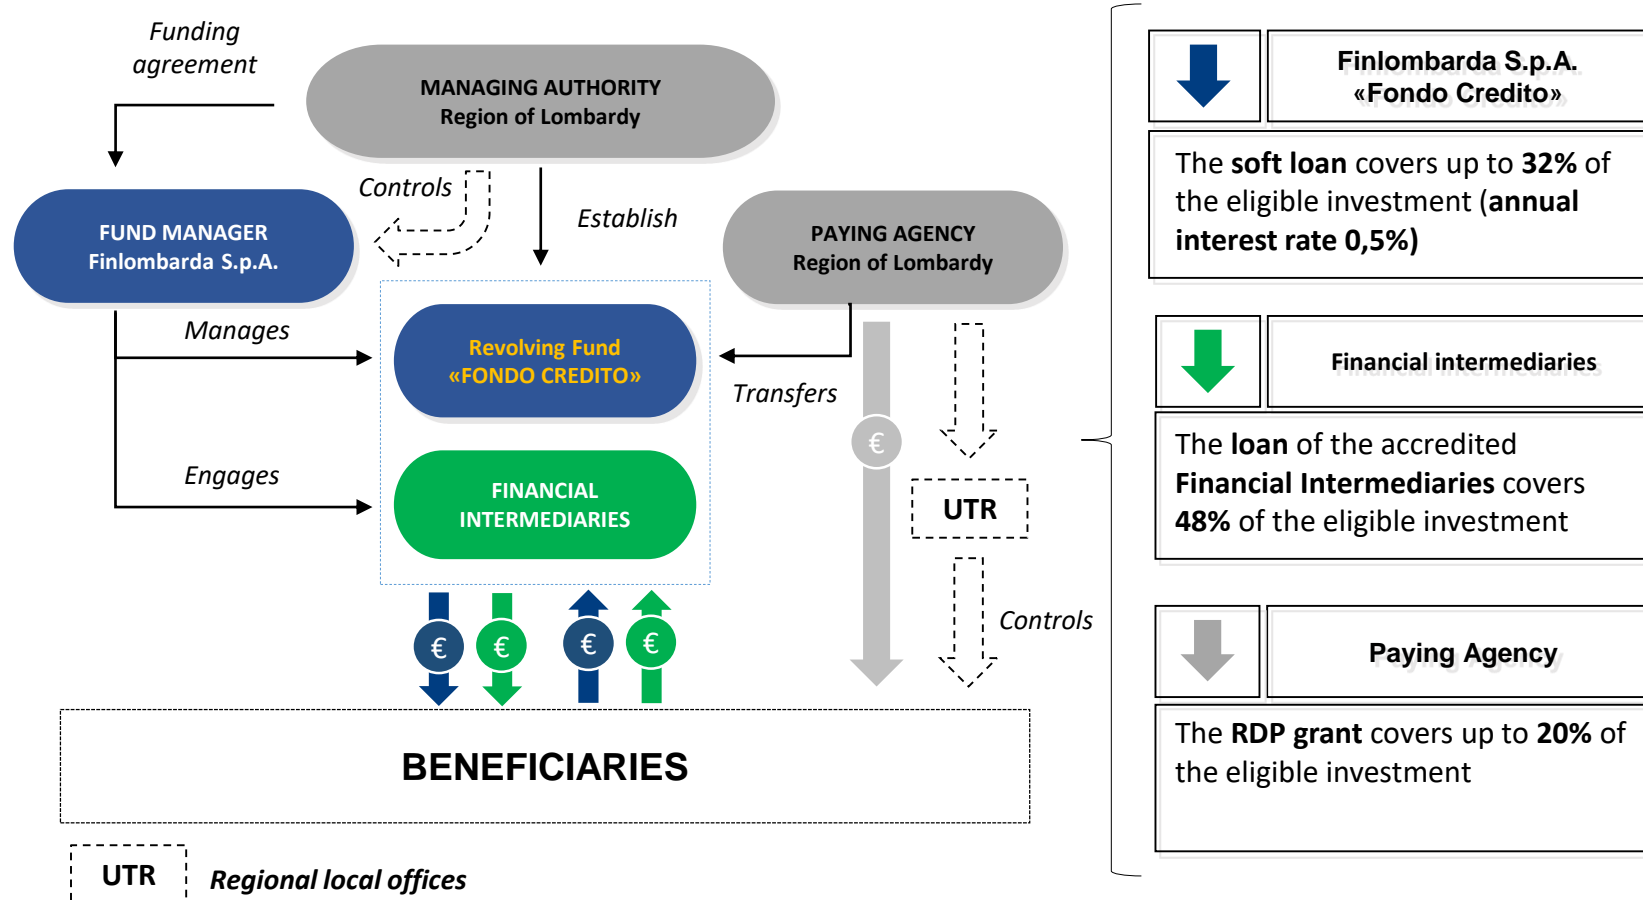 Funding
agreement
MANAGING AUTHORITY
Region of Lombardy
Controls
Establish
FUND MANAGER
Finlombarda S.p.A.
PAYING AGENCY
Region of Lombardy
Manages
Revolving Fund
«FONDO CREDITO»
Transfers
€
Engages
FINANCIAL
INTERMEDIARIES
UTR
€
€
€
€
Controls
BENEFICIARIES
UTR
Regional local offices
Finlombarda S.p.A.
«Fondo Credito»
The soft loan covers up to 32% of
the eligible investment (annual
interest rate 0,5%)
Financial intermediaries
The loan of the accredited
Financial Intermediaries covers
48% of the eligible investment
Paying Agency
The RDP grant covers up to 20% of
the eligible investment